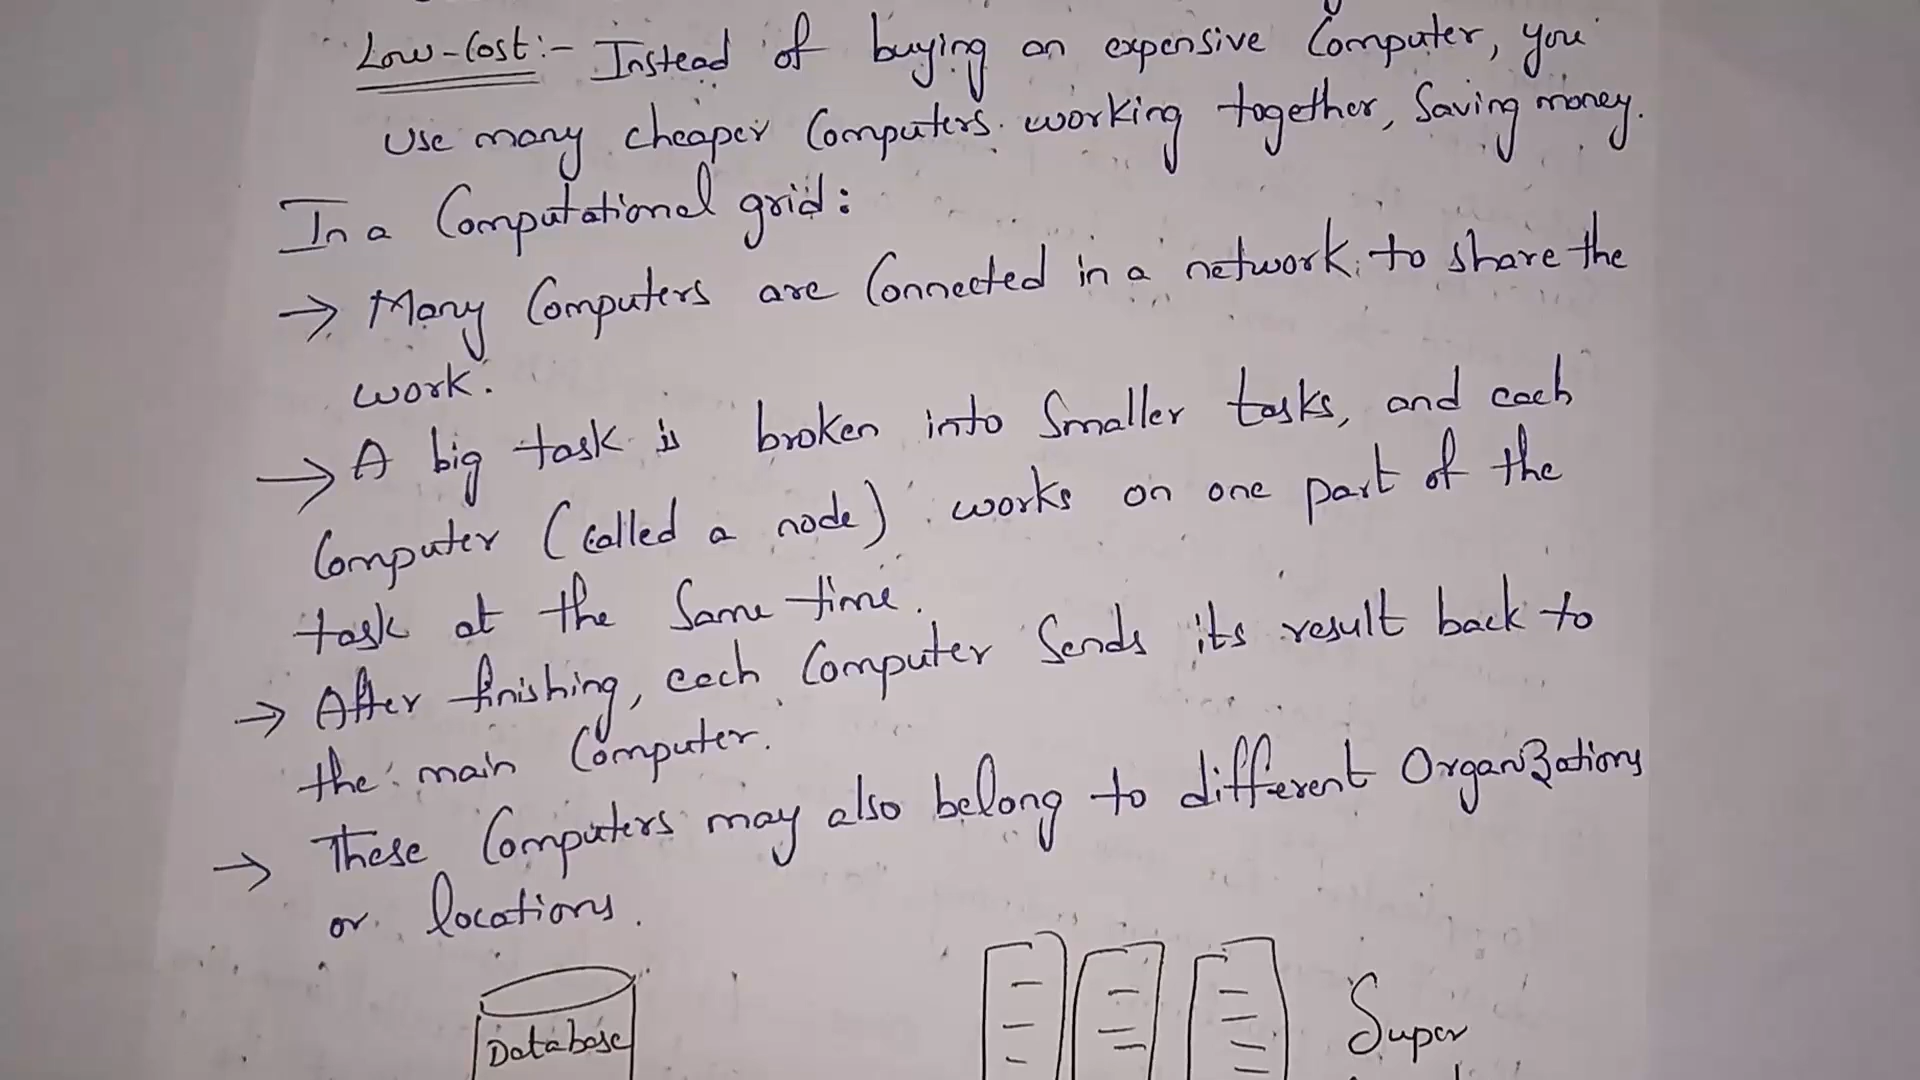 Low-Cost:- Instead of buying an expensive Computer, you
use many cheaper Computers working together, Saving money.
In a Computational grid:
→ Many Computers are Connected in a network to share the
work.
→ A big task is broken into Smaller tasks, and each
Computer (called a node) works on one part of the
task at the Same time.
→ After finishing, each Computer Sends its result back to
the main Computer.
→ These Computers may also belong to different Organizations
or locations.
Database
Super